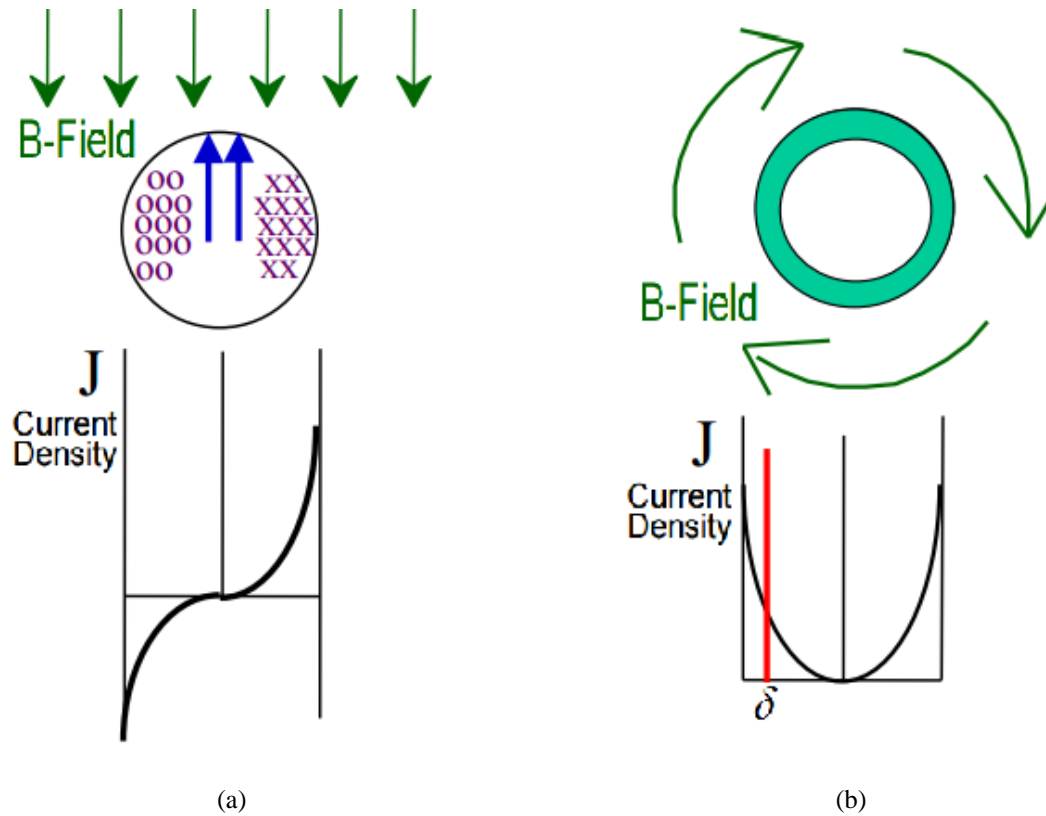 B-Field
OO
OOO
OOO
OOO
OO
XX
XXX
XXX
XXX
XX
J
Current
Density
(a)
B-Field
J
Current
Density
δ
(b)